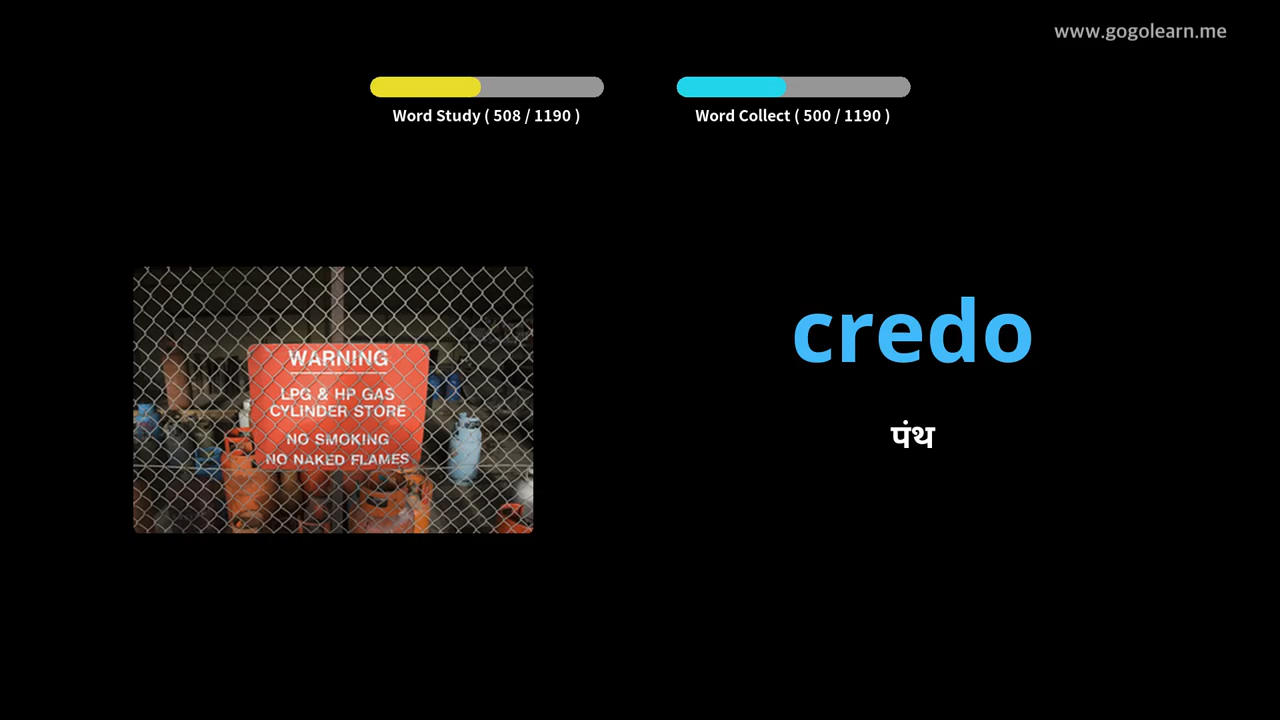 www.gogolearn.me
Word Study ( 508 / 1190 )
Word Collect ( 500 / 1190 )
WARNING
LPG & HP GAS
CYLINDER STORE
NO SMOKING
NO NAKED FLAMES
credo
पंथ